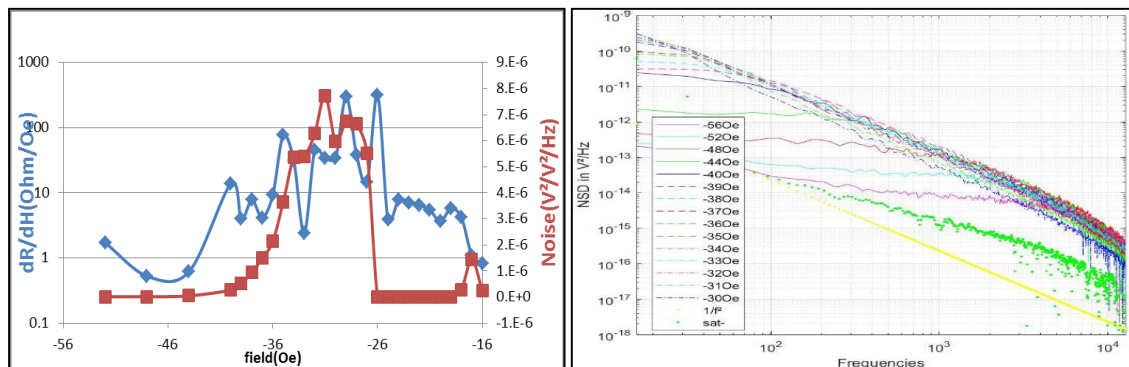 1000
100
10
1
0.1
dR/dH(Ohm/Oe)
-56
-46
-36
-26
-16
field(Oe)
9.E-6
8.E-6
7.E-6
6.E-6
5.E-6
4.E-6
3.E-6
2.E-6
1.E-6
0.E+0
-1.E-6
Noise(V²/V²/Hz)
10⁻⁹
10⁻¹⁰
10⁻¹¹
10⁻¹²
10⁻¹³
10⁻¹⁴
10⁻¹⁵
10⁻¹⁶
10⁻¹⁷
10⁻¹⁸
NSD in V²/Hz
-56Oe
-52Oe
-48Oe
-44Oe
-40Oe
-39Oe
-38Oe
-37Oe
-36Oe
-35Oe
-34Oe
-33Oe
-32Oe
-31Oe
-30Oe
1/f²
sat-
10²
10³
10⁴
Frequencies